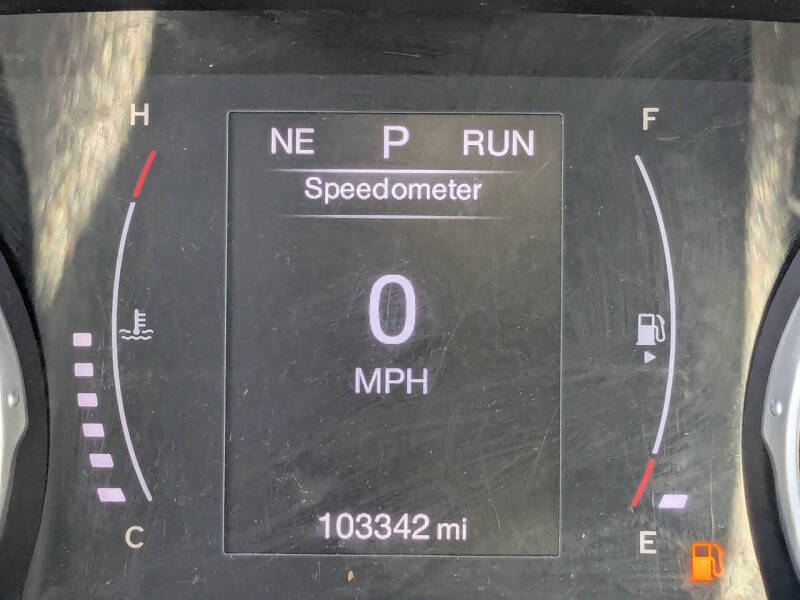 H
F
NE P RUN
Speedometer
0
MPH
103342 mi
C
E